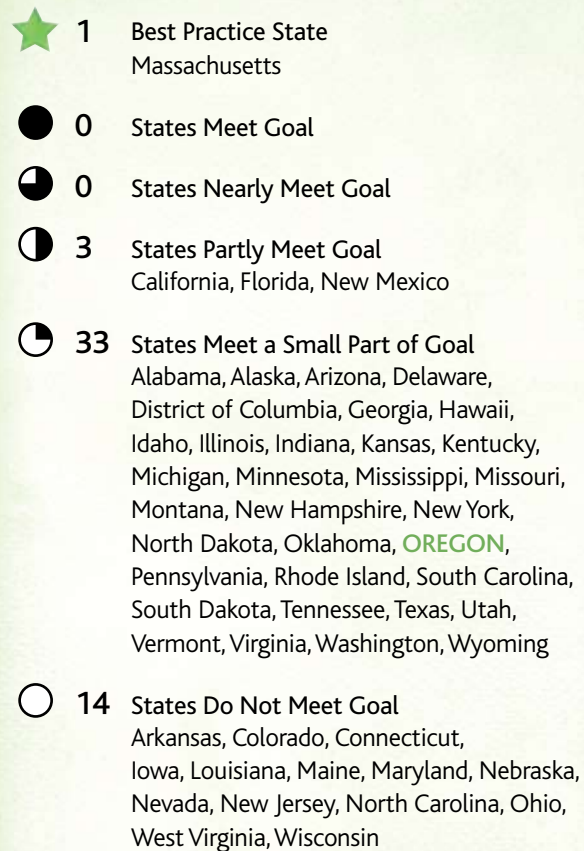 1 Best Practice State
Massachusetts
0 States Meet Goal
0 States Nearly Meet Goal
3 States Partly Meet Goal
California, Florida, New Mexico
33 States Meet a Small Part of Goal
Alabama, Alaska, Arizona, Delaware,
District of Columbia, Georgia, Hawaii,
Idaho, Illinois, Indiana, Kansas, Kentucky,
Michigan, Minnesota, Mississippi, Missouri,
Montana, New Hampshire, New York,
North Dakota, Oklahoma, OREGON,
Pennsylvania, Rhode Island, South Carolina,
South Dakota, Tennessee, Texas, Utah,
Vermont, Virginia, Washington, Wyoming
14 States Do Not Meet Goal
Arkansas, Colorado, Connecticut,
Iowa, Louisiana, Maine, Maryland, Nebraska,
Nevada, New Jersey, North Carolina, Ohio,
West Virginia, Wisconsin